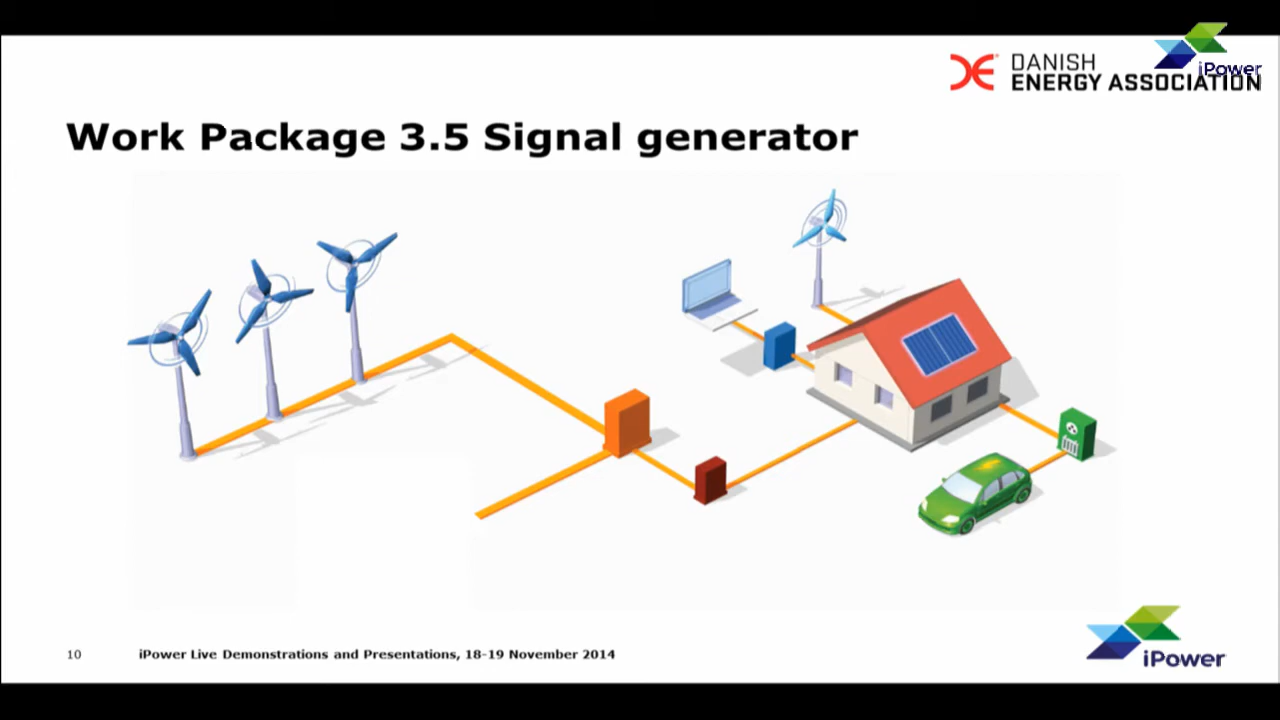 DANISH
ENERGY ASSOCIATION
iPower
Work Package 3.5 Signal generator
10 iPower Live Demonstrations and Presentations, 18-19 November 2014
iPower